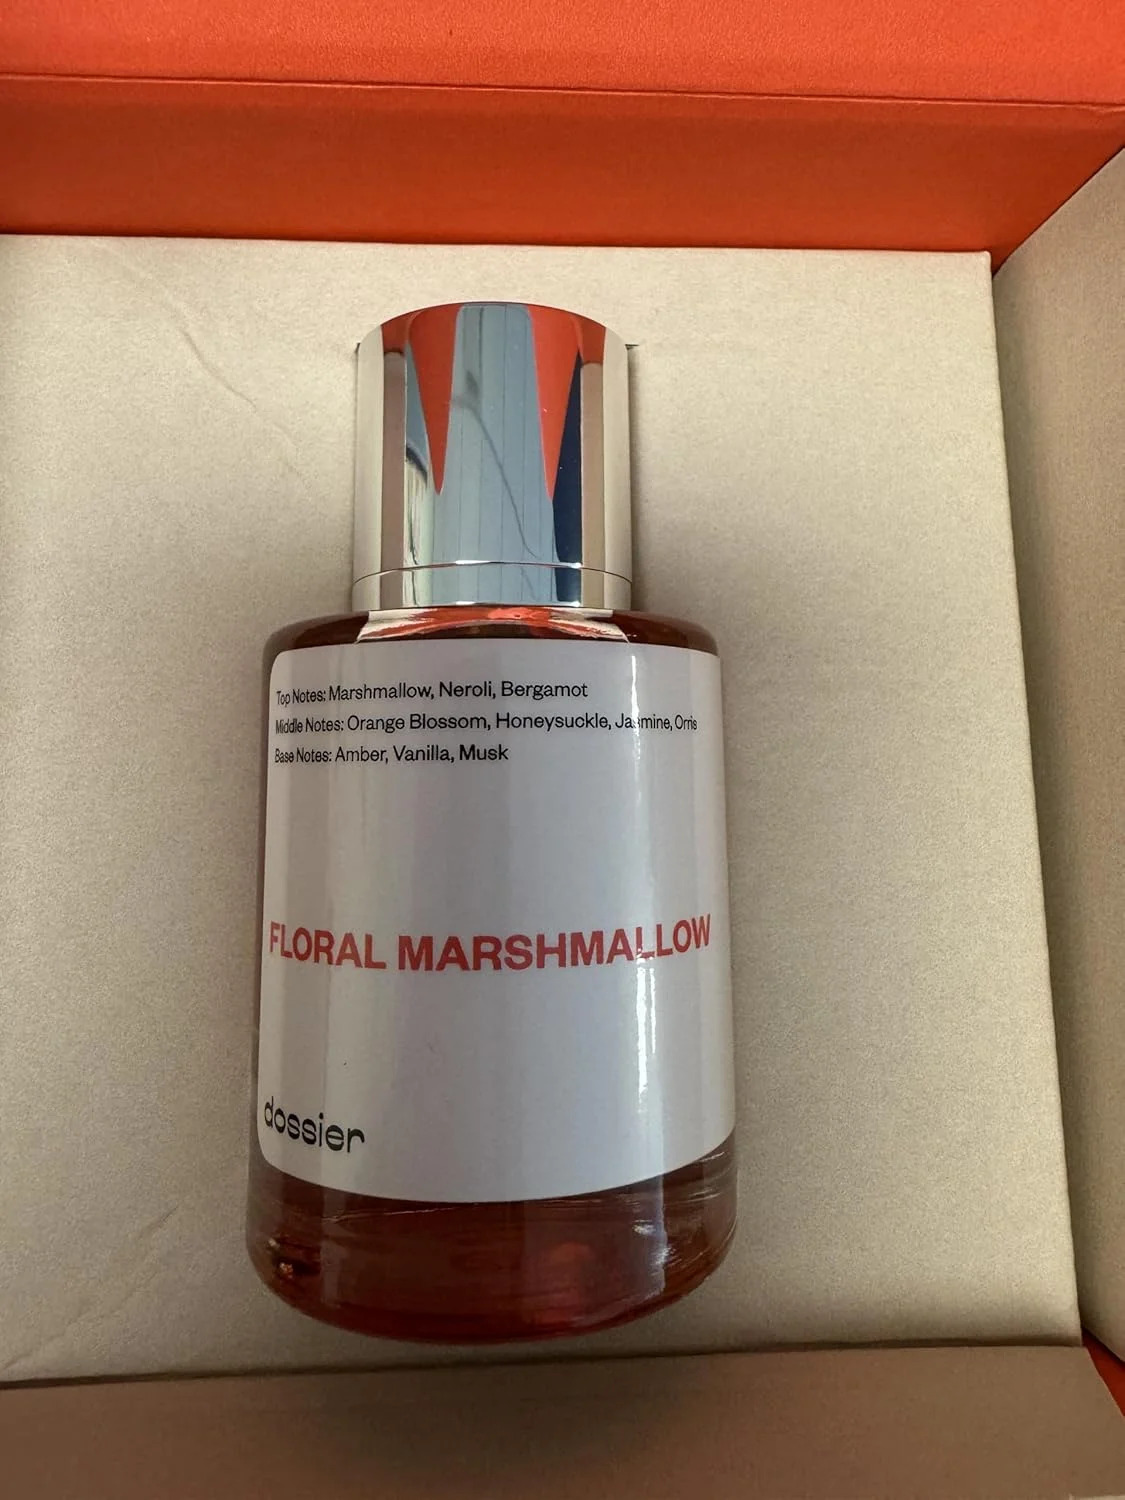 Top Notes: Marshmallow, Neroli, Bergamot
Middle Notes: Orange Blossom, Honeysuckle, Jasmine, Orris
Base Notes: Amber, Vanilla, Musk
FLORAL MARSHMALLOW
dossier